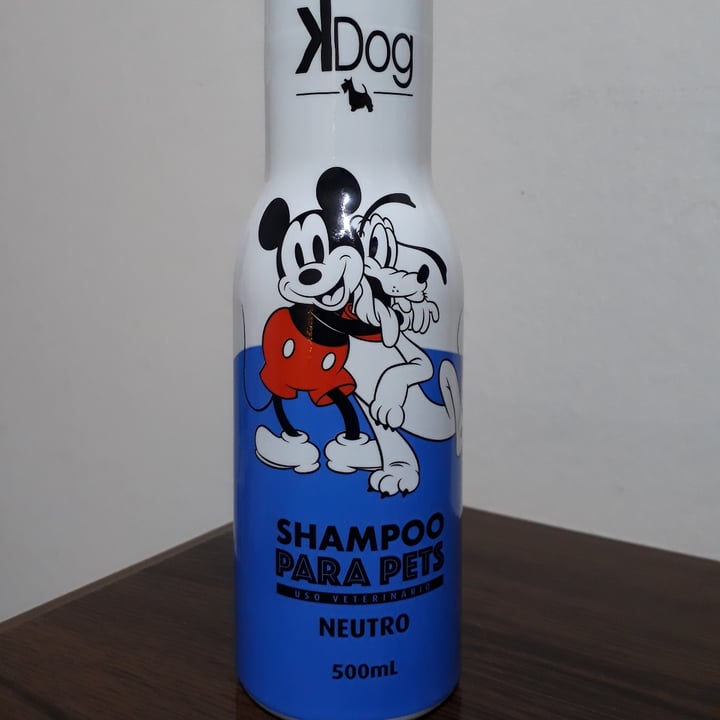 kDog
SHAMPOO
PARA PETS
USO VETERINÁRIO
NEUTRO
500mL